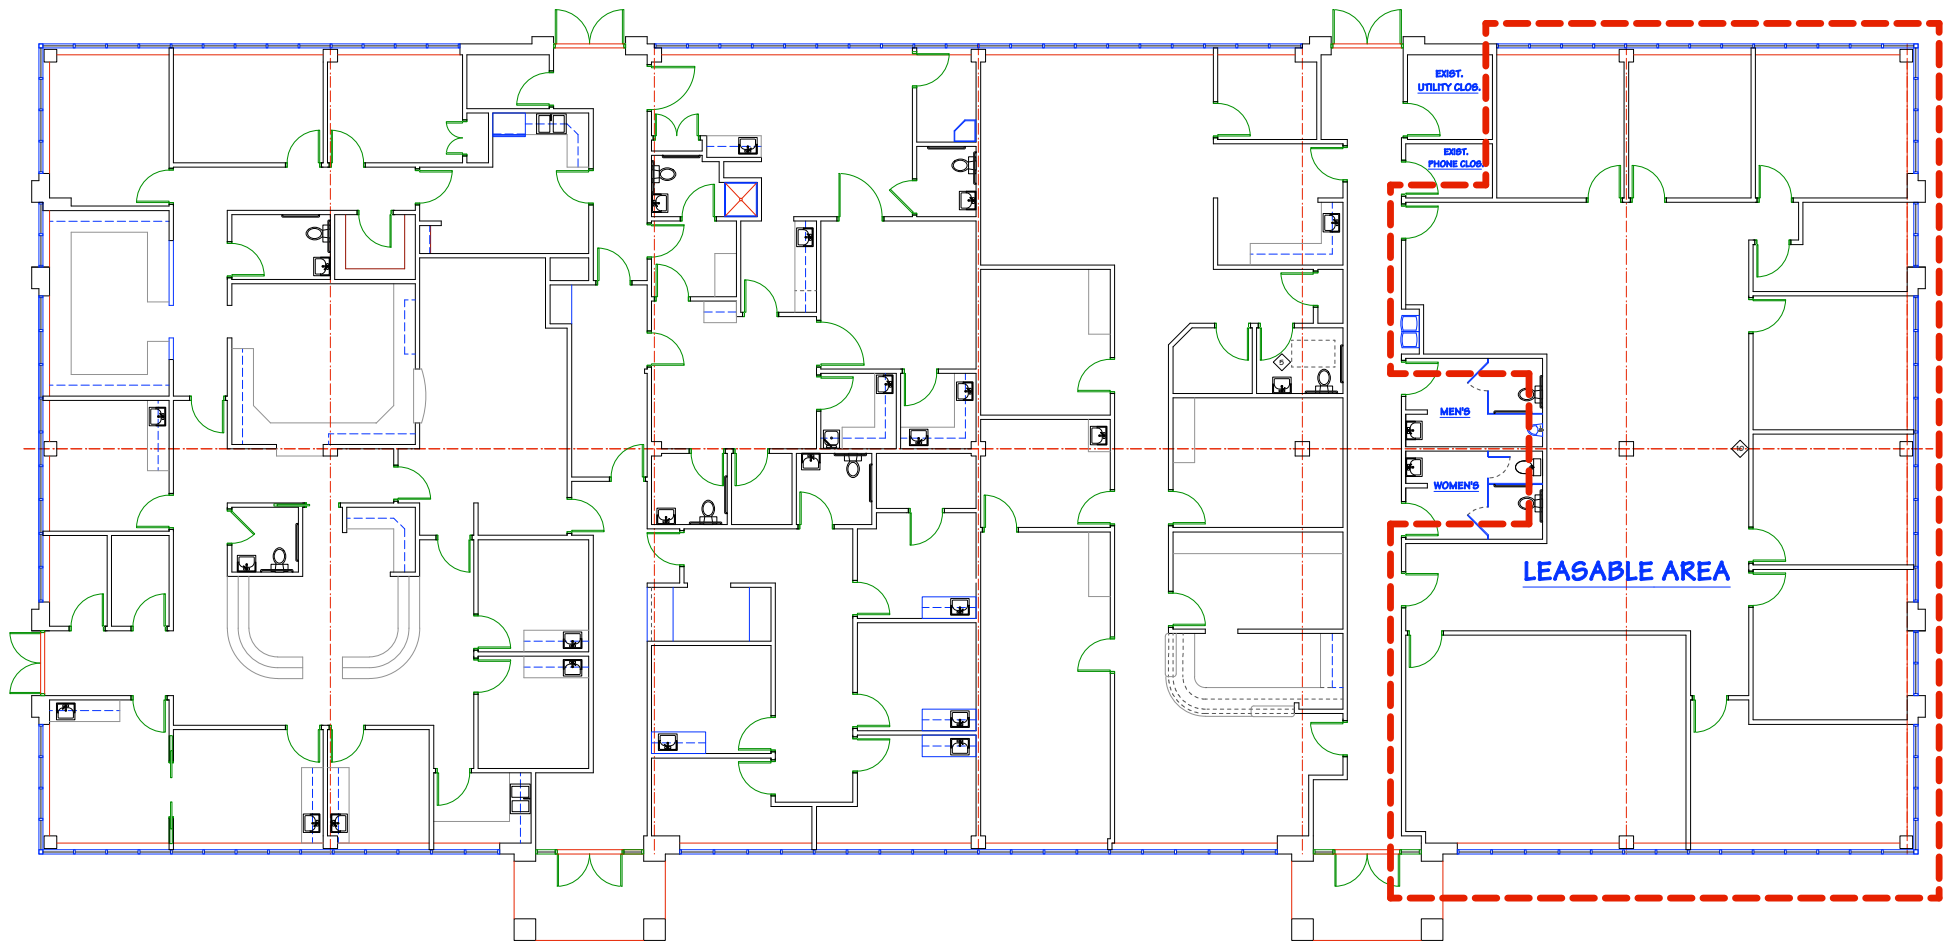 EXIST.
UTILITY CLOS.
EXIST.
PHONE CLOS.
MEN'S
WOMEN'S
LEASABLE AREA